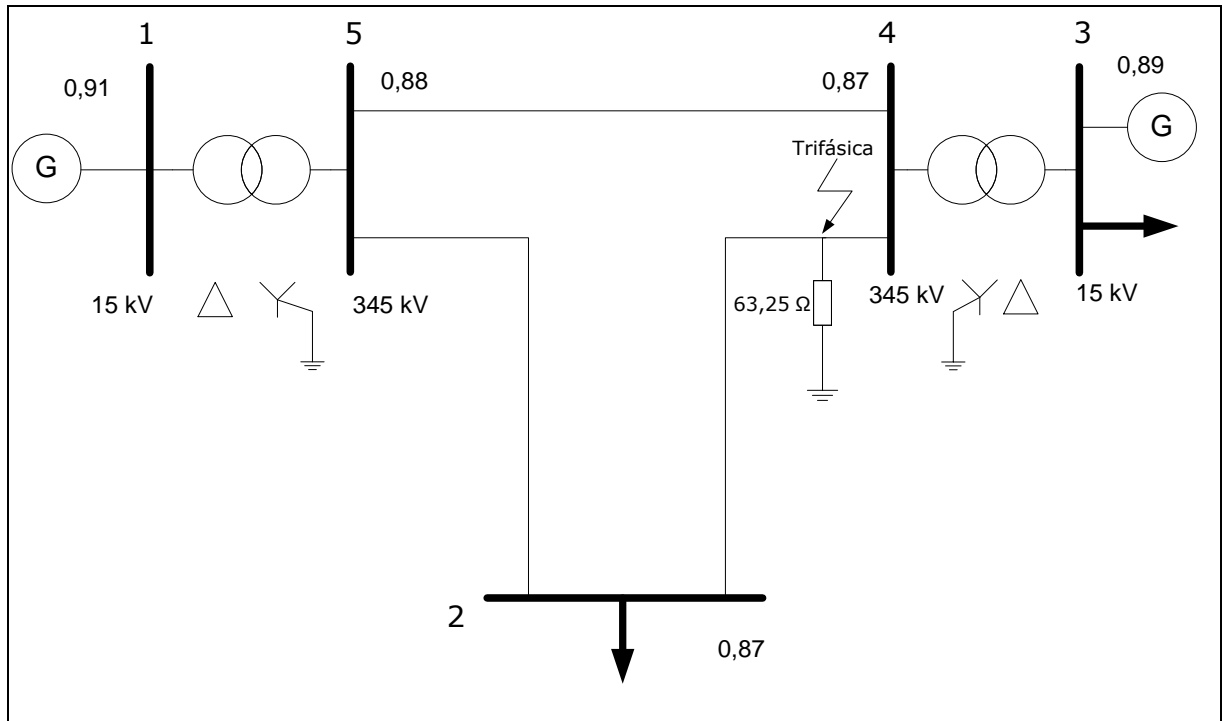 1
5
4
3
0,91
0,88
0,87
0,89
G
G
Trifásica
15 kV
345 kV
63,25 Ω
345 kV
15 kV
2
0,87